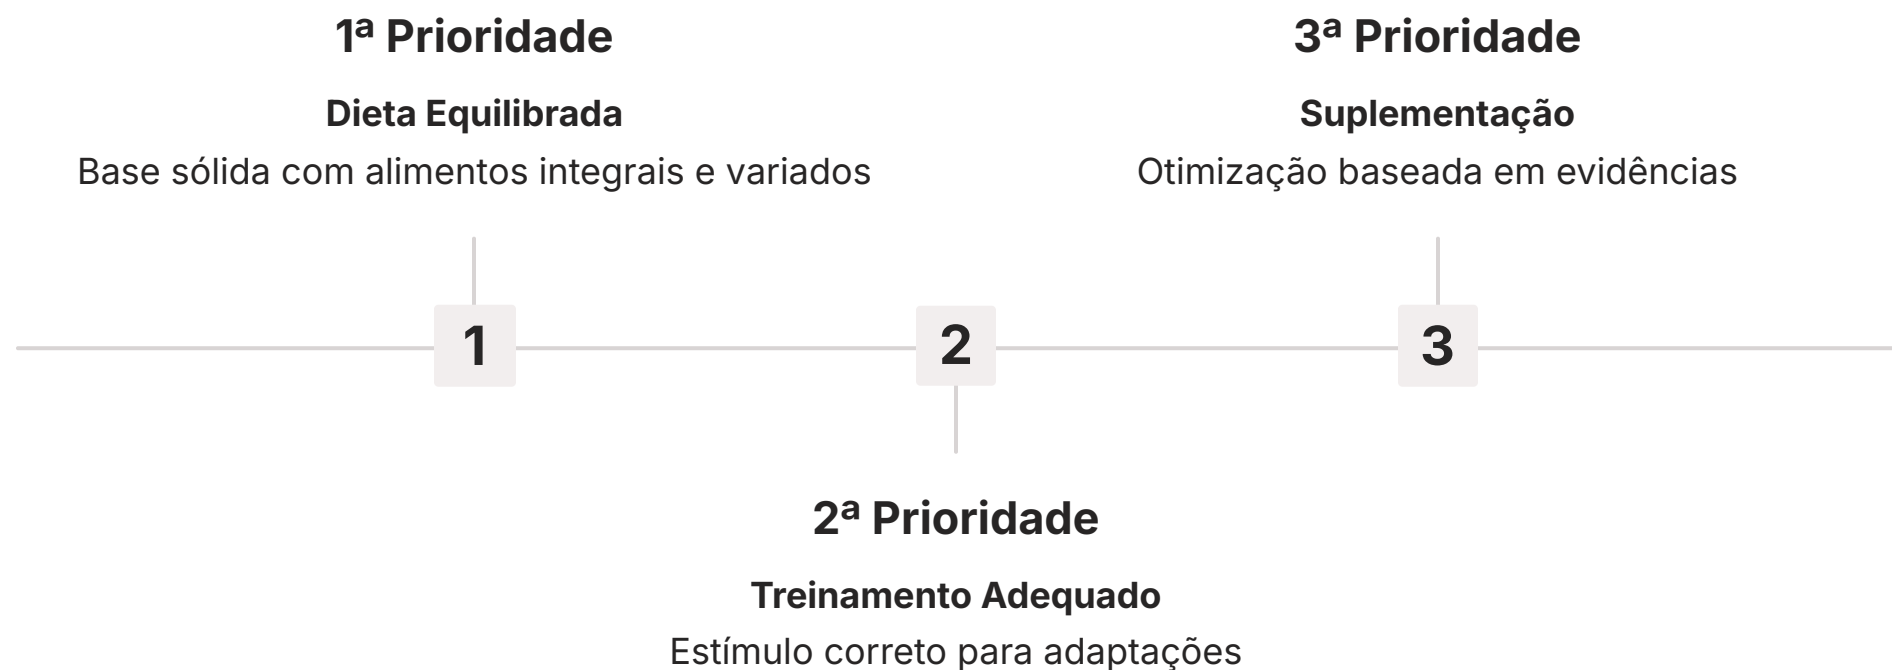 1ª Prioridade
Dieta Equilibrada
Base sólida com alimentos integrais e variados
3ª Prioridade
Suplementação
Otimização baseada em evidências
1
2
3
2ª Prioridade
Treinamento Adequado
Estímulo correto para adaptações